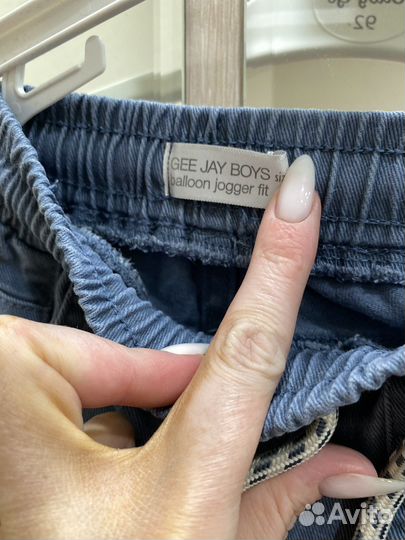 92
GEE JAY BOYS
balloon jogger fit
Avito